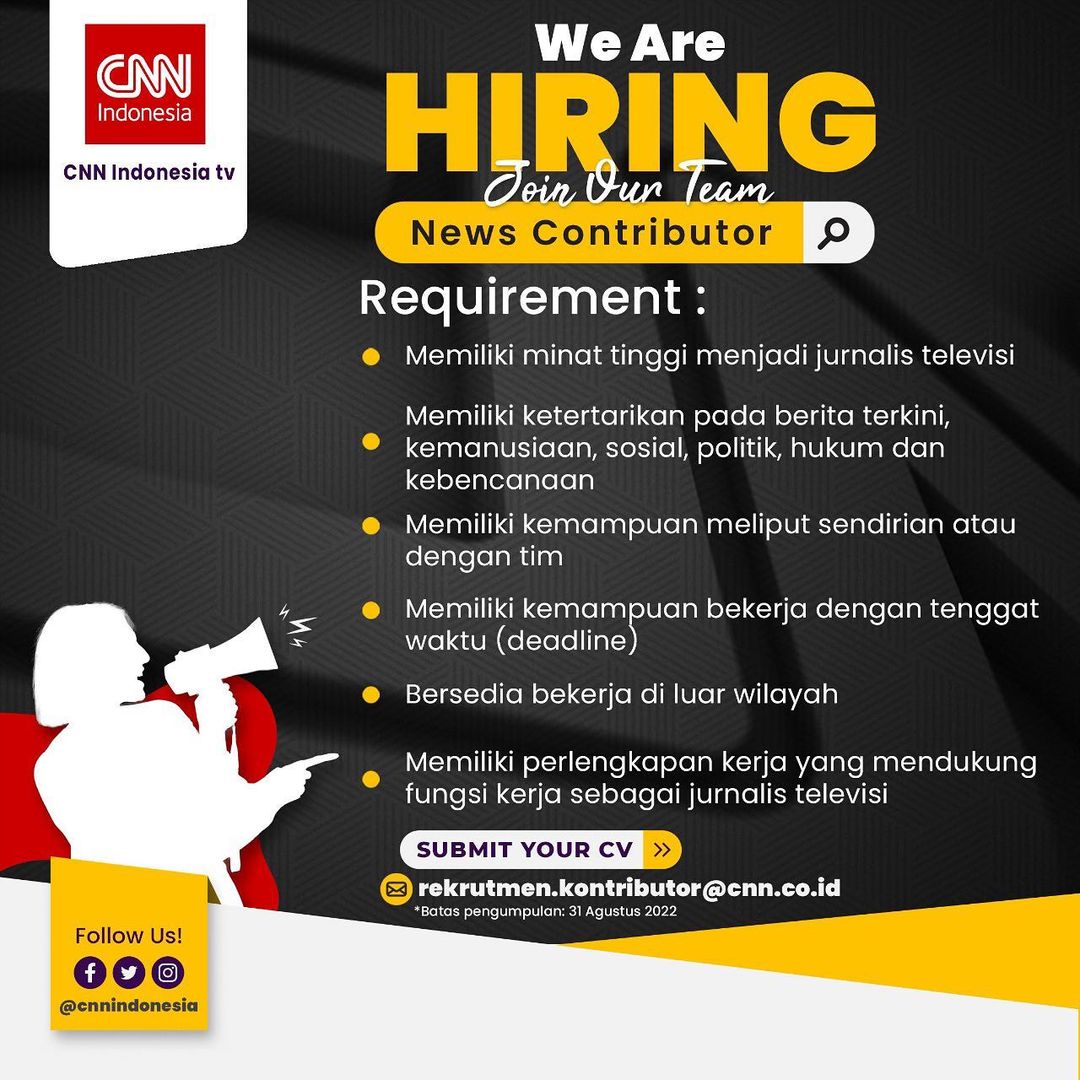 CNN
Indonesia
CNN Indonesia tv
We Are
HIRING
Join Our Team
News Contributor
Requirement :
Memiliki minat tinggi menjadi jurnalis televisi
Memiliki ketertarikan pada berita terkini,
kemanusiaan, sosial, politik, hukum dan
kebencanaan
Memiliki kemampuan meliput sendirian atau
dengan tim
Memiliki kemampuan bekerja dengan tenggat
waktu (deadline)
Bersedia bekerja di luar wilayah
Memiliki perlengkapan kerja yang mendukung
fungsi kerja sebagai jurnalis televisi
SUBMIT YOUR CV
rekrutmen.kontributor@cnn.co.id
*Batas pengumpulan: 31 Agustus 2022
Follow Us!
@cnnindonesia